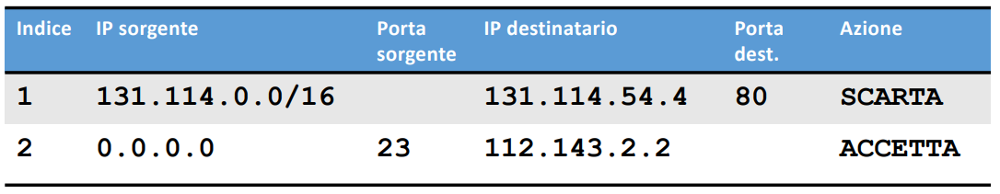 Indice IP sorgente Porta sorgente IP destinatario Porta dest. Azione
1 131.114.0.0/16 131.114.54.4 80 SCARTA
2 0.0.0.0 23 112.143.2.2 ACCETTA